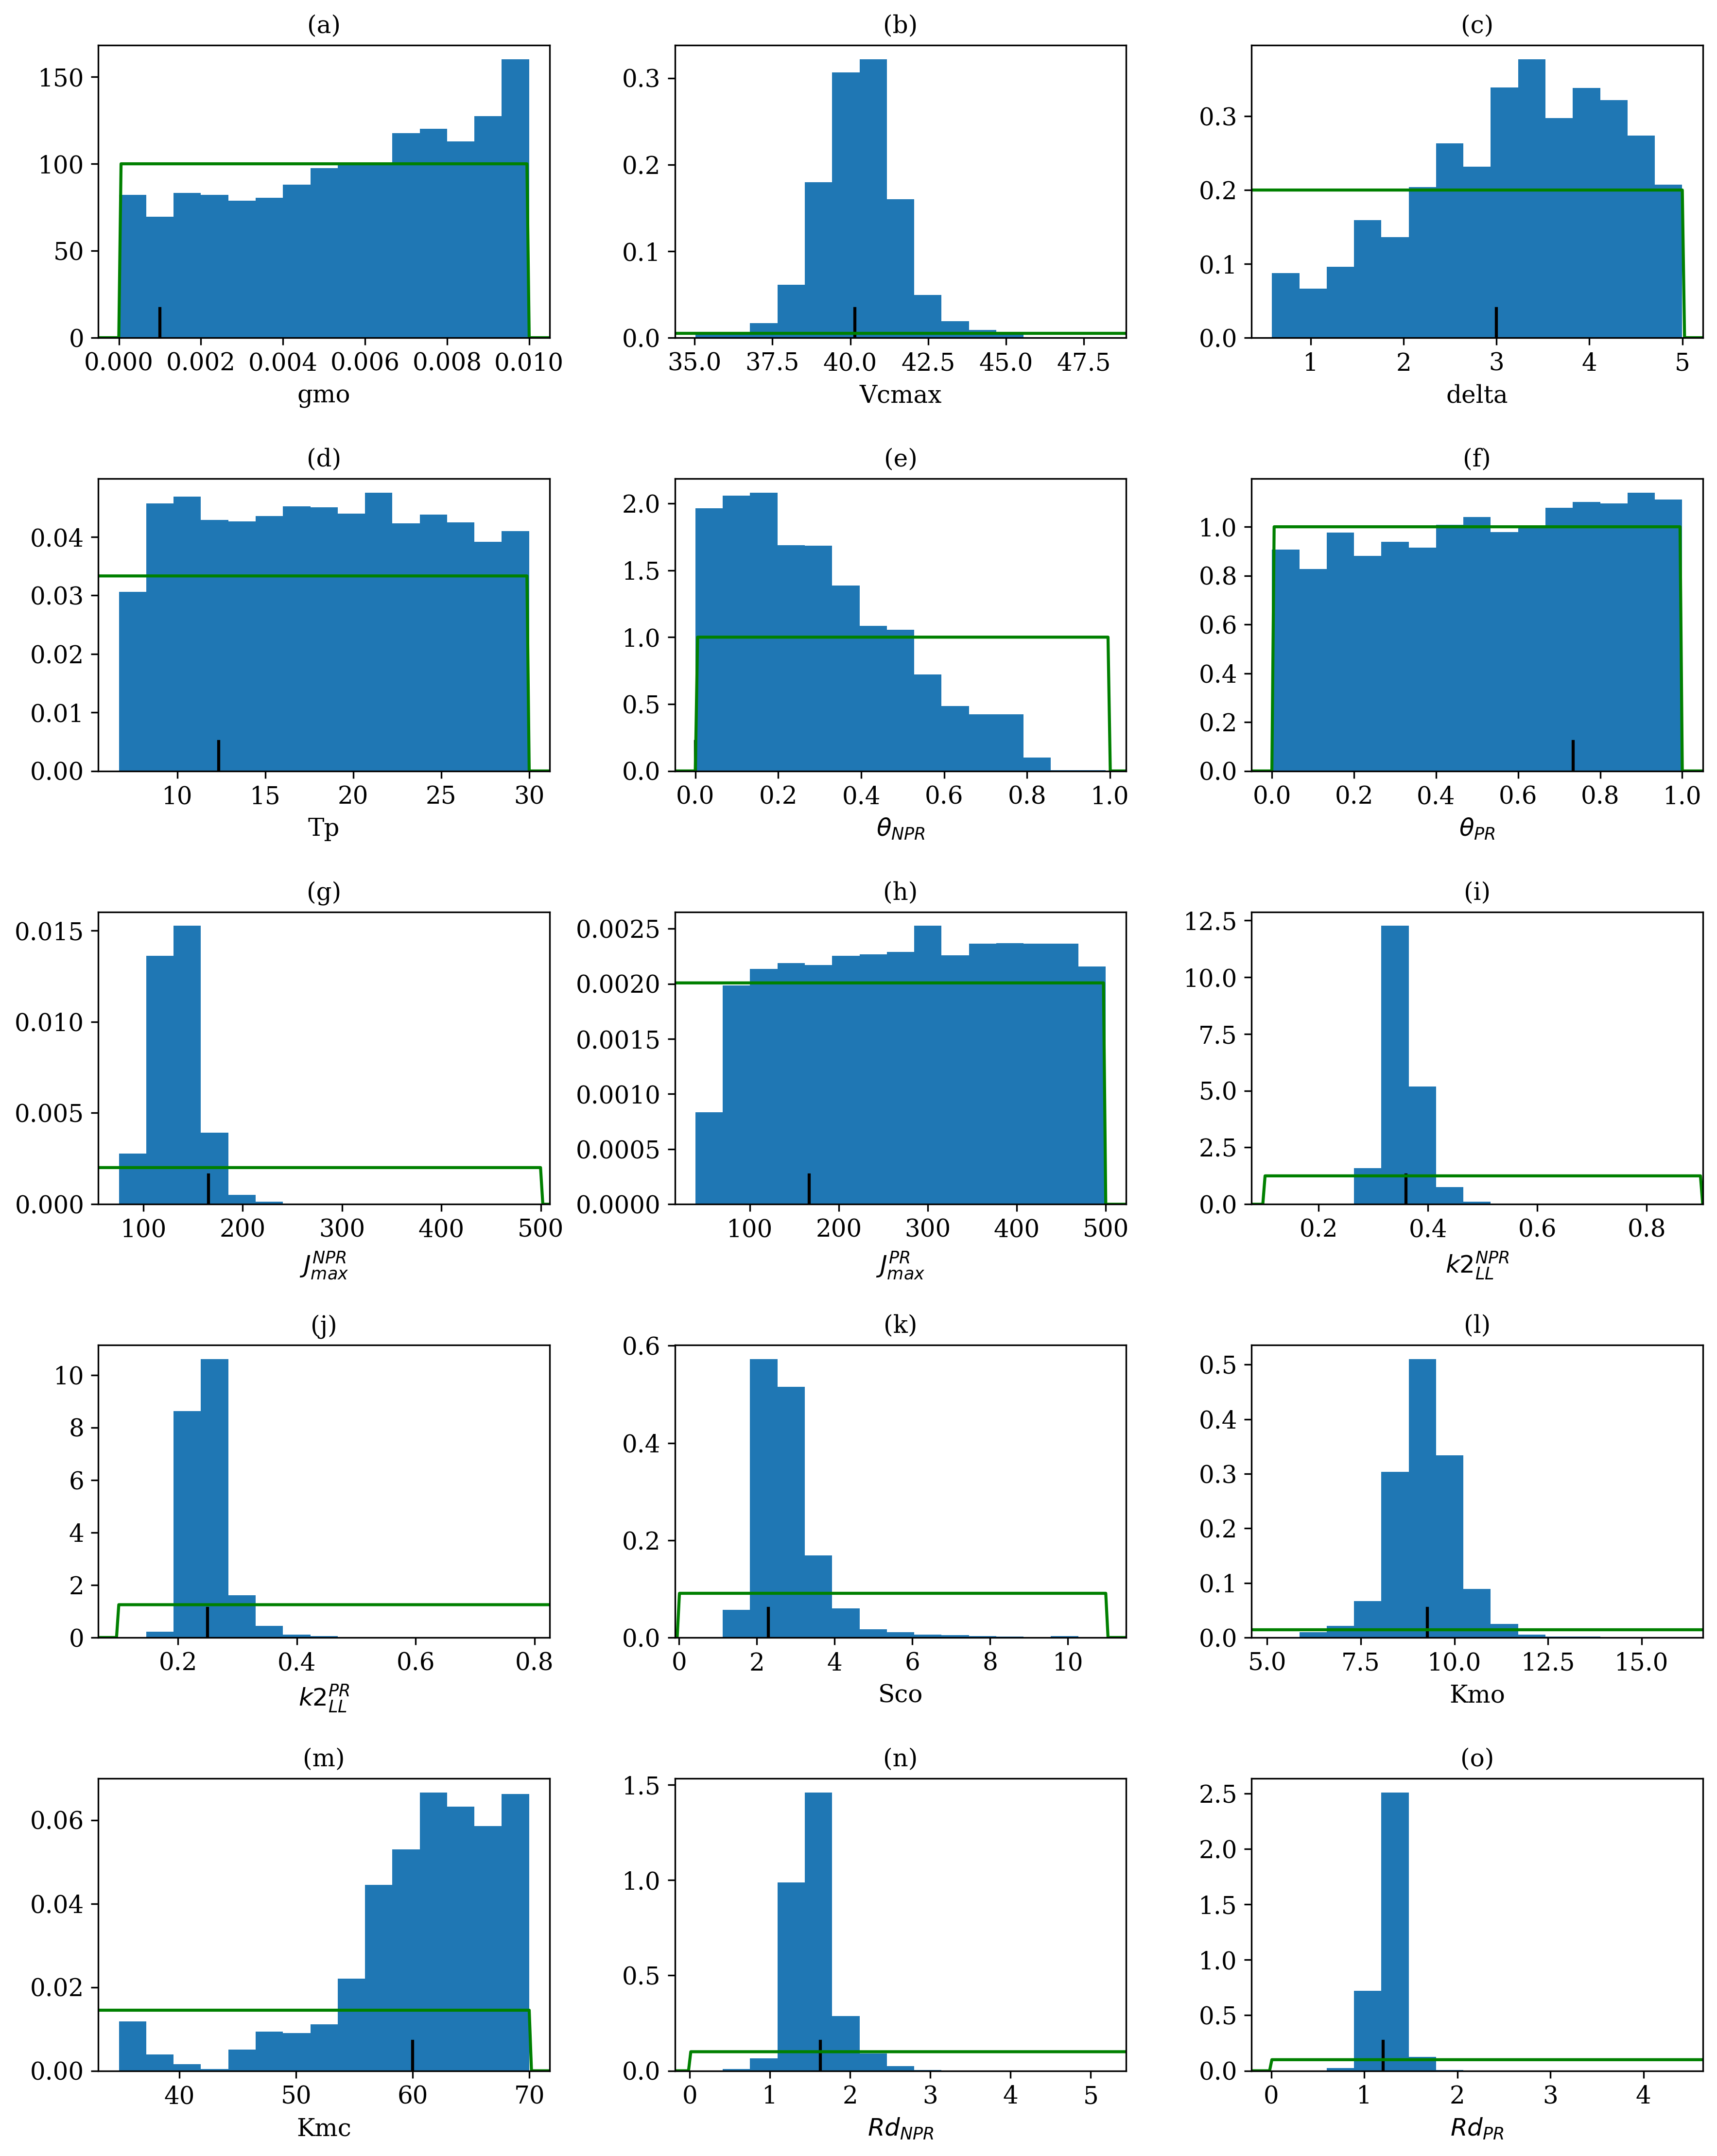 (a) (b) (c)
150 0.3 0.3
100 0.2 0.2
50 0.1 0.1
0 0.0 0.0
0.000 0.002 0.004 0.006 0.008 0.010 35.0 37.5 40.0 42.5 45.0 47.5 1 2 3 4 5
gmo Vcmax delta
(d) (e) (f)
0.04 2.0 1.0
0.03 1.5 0.8
0.02 1.0 0.6
0.01 0.5 0.4
0.00 0.0 0.2
0.0
10 15 20 25 30 0.0 0.2 0.4 0.6 0.8 1.0 0.0 0.2 0.4 0.6 0.8 1.0
Tp θ_NPR θ_PR
(g) (h) (i)
0.015 0.0025 12.5
0.010 0.0020 10.0
0.005 0.0015 7.5
0.000 0.0010 5.0
0.0005 2.5
0.0000 0.0
100 200 300 400 500 100 200 300 400 500 0.2 0.4 0.6 0.8
J_max^NPR J_max^PR k2_LL^NPR
(j) (k) (l)
10 0.6 0.5
8 0.4 0.4
6 0.2 0.3
4 0.0 0.2
2 0.1
0 0.0
0.2 0.4 0.6 0.8 0 2 4 6 8 10 5.0 7.5 10.0 12.5 15.0
k2_LL^PR Sco Kmo
(m) (n) (o)
0.06 1.5 2.5
0.04 1.0 2.0
0.02 0.5 1.5
0.00 0.0 1.0
0.5
0.0
40 50 60 70 0 1 2 3 4 5 0 1 2 3 4
Kmc Rd_NPR Rd_PR